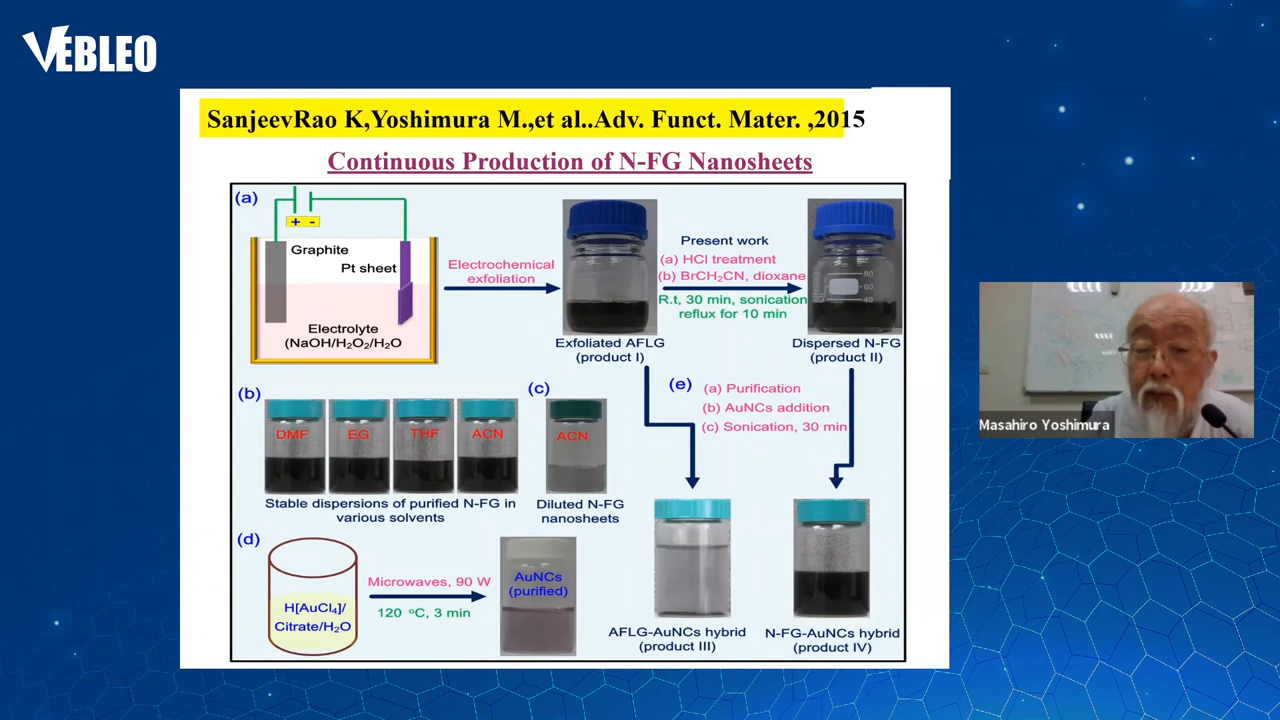 VEBLEO
SanjeevRao K,Yoshimura M.,et al..Adv. Funct. Mater. ,2015
Continuous Production of N-FG Nanosheets
(a)
+ -
Graphite
Pt sheet
Electrolyte
(NaOH/H₂O₂/H₂O
Electrochemical
exfoliation
Exfoliated AFLG
(product I)
Present work
(a) HCl treatment
(b) BrCH₂CN, dioxane
R.t, 30 min, sonication
reflux for 10 min
80
60
40
Dispersed N-FG
(product II)
(b)
DMF
EG
THF
ACN
Stable dispersions of purified N-FG in
various solvents
(c)
ACN
Diluted N-FG
nanosheets
(e)
(a) Purification
(b) AuNCs addition
(c) Sonication, 30 min
(d)
H[AuCl₄]/
Citrate/H₂O
Microwaves, 90 W
120 °C, 3 min
AuNCs
(purified)
AFLG-AuNCs hybrid
(product III)
N-FG-AuNCs hybrid
(product IV)
Masahiro Yoshimura